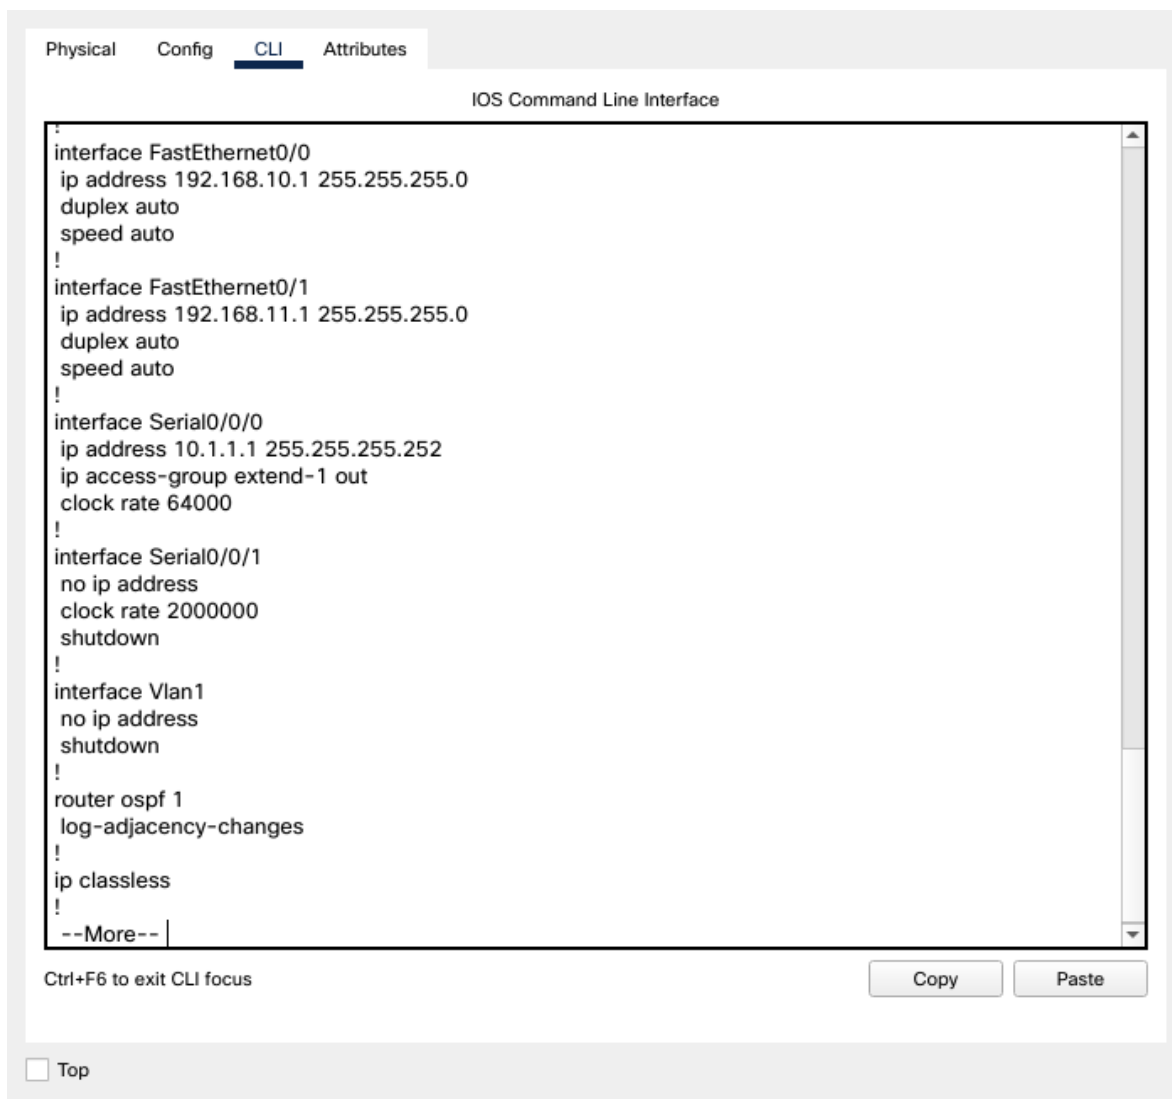 Physical Config CLI Attributes
IOS Command Line Interface
!
interface FastEthernet0/0
 ip address 192.168.10.1 255.255.255.0
 duplex auto
 speed auto
!
interface FastEthernet0/1
 ip address 192.168.11.1 255.255.255.0
 duplex auto
 speed auto
!
interface Serial0/0/0
 ip address 10.1.1.1 255.255.255.252
 ip access-group extend-1 out
 clock rate 64000
!
interface Serial0/0/1
 no ip address
 clock rate 2000000
 shutdown
!
interface Vlan1
 no ip address
 shutdown
!
router ospf 1
 log-adjacency-changes
!
ip classless
!
 --More--
Ctrl+F6 to exit CLI focus Copy Paste
Top